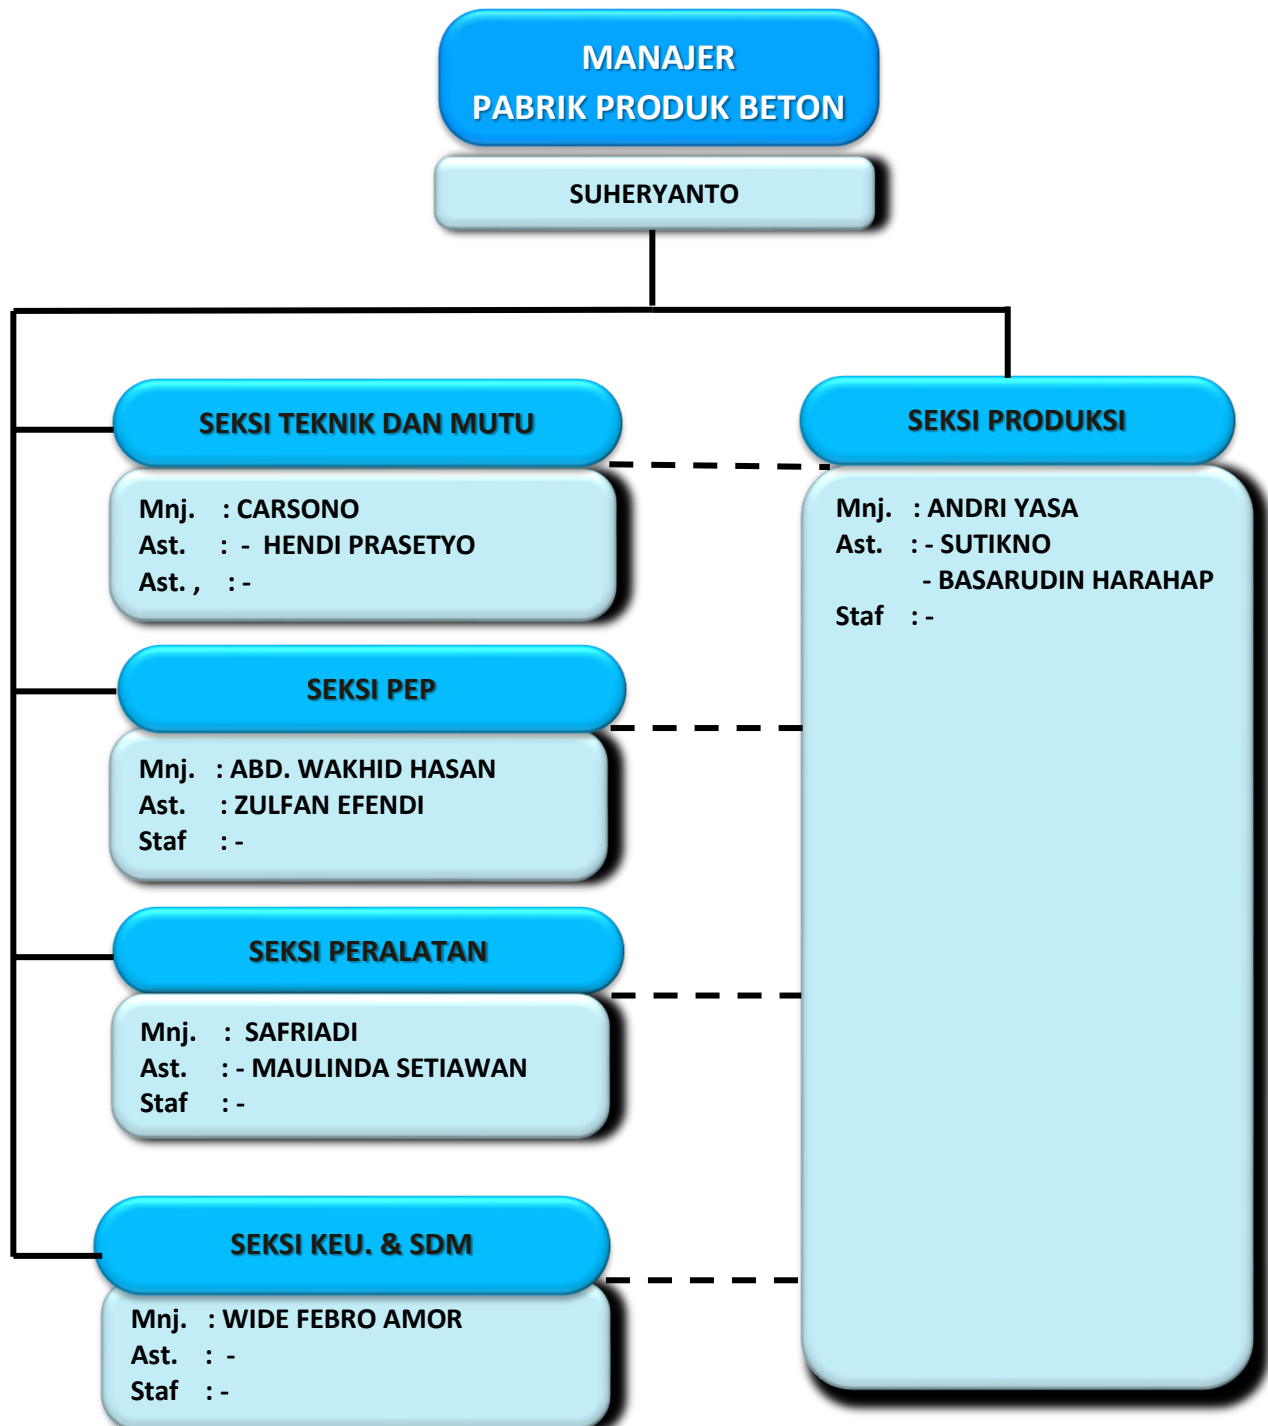 MANAJER
PABRIK PRODUK BETON
SUHERYANTO
SEKSI TEKNIK DAN MUTU
Mnj. : CARSONO
Ast. : - HENDI PRASETYO
Ast. , : -
SEKSI PRODUKSI
Mnj. : ANDRI YASA
Ast. : - SUTIKNO
- BASARUDIN HARAHAP
Staf : -
SEKSI PEP
Mnj. : ABD. WAKHID HASAN
Ast. : ZULFAN EFENDI
Staf : -
SEKSI PERALATAN
Mnj. : SAFRIADI
Ast. : - MAULINDA SETIAWAN
Staf : -
SEKSI KEU. & SDM
Mnj. : WIDE FEBRO AMOR
Ast. : -
Staf : -